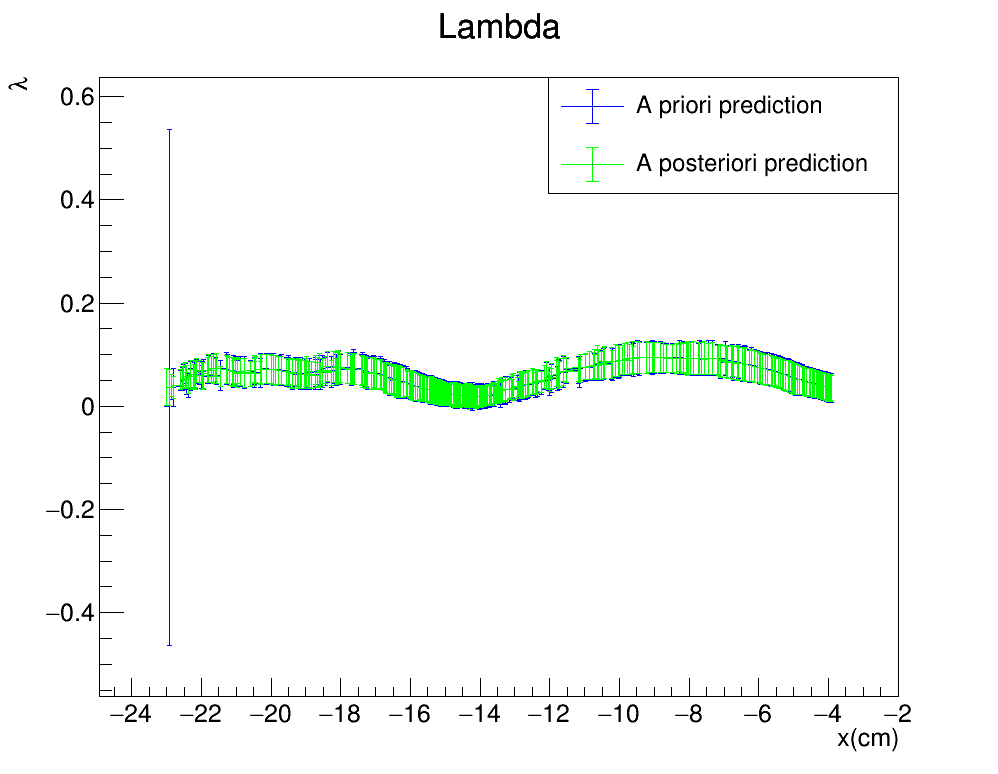 Lambda
λ
A priori prediction
A posteriori prediction
0.6
0.4
0.2
0
−0.2
−0.4
−24 −22 −20 −18 −16 −14 −12 −10 −8 −6 −4 −2
x(cm)